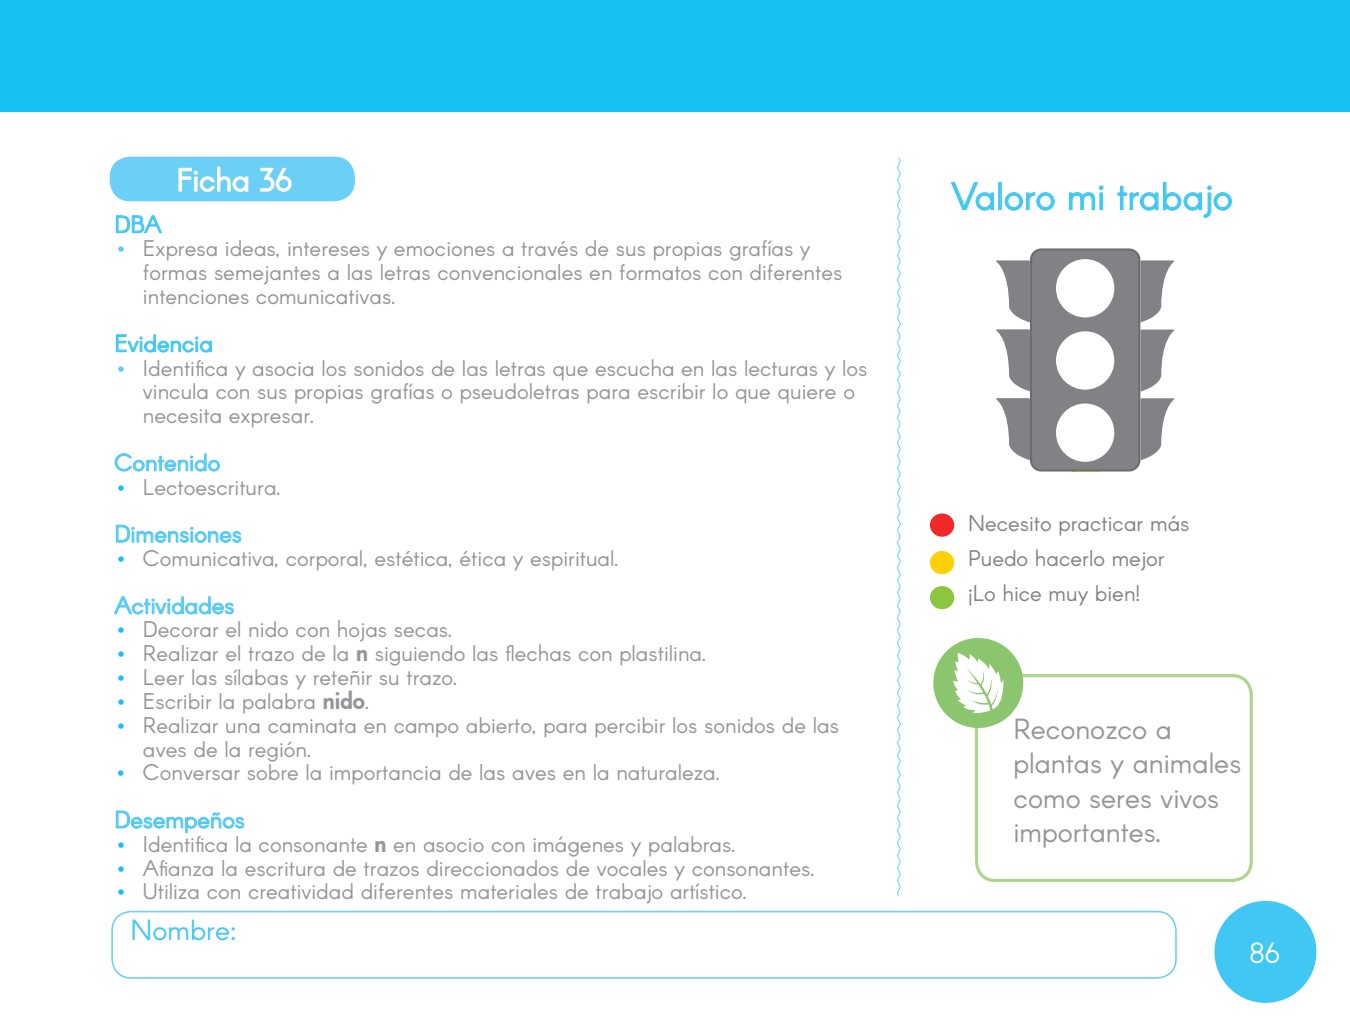 Ficha 36
DBA
• Expresa ideas, intereses y emociones a través de sus propias grafías y
formas semejantes a las letras convencionales en formatos con diferentes
intenciones comunicativas.
Evidencia
• Identifica y asocia los sonidos de las letras que escucha en las lecturas y los
vincula con sus propias grafías o pseudoletras para escribir lo que quiere o
necesita expresar.
Contenido
• Lectoescritura.
Dimensiones
• Comunicativa, corporal, estética, ética y espiritual.
Actividades
• Decorar el nido con hojas secas.
• Realizar el trazo de la n siguiendo las flechas con plastilina.
• Leer las sílabas y reteñir su trazo.
• Escribir la palabra nido.
• Realizar una caminata en campo abierto, para percibir los sonidos de las
aves de la región.
• Conversar sobre la importancia de las aves en la naturaleza.
Desempeños
• Identifica la consonante n en asocio con imágenes y palabras.
• Afianza la escritura de trazos direccionados de vocales y consonantes.
• Utiliza con creatividad diferentes materiales de trabajo artístico.
Nombre:
Valoro mi trabajo
Necesito practicar más
Puedo hacerlo mejor
¡Lo hice muy bien!
Reconozco a
plantas y animales
como seres vivos
importantes.
86